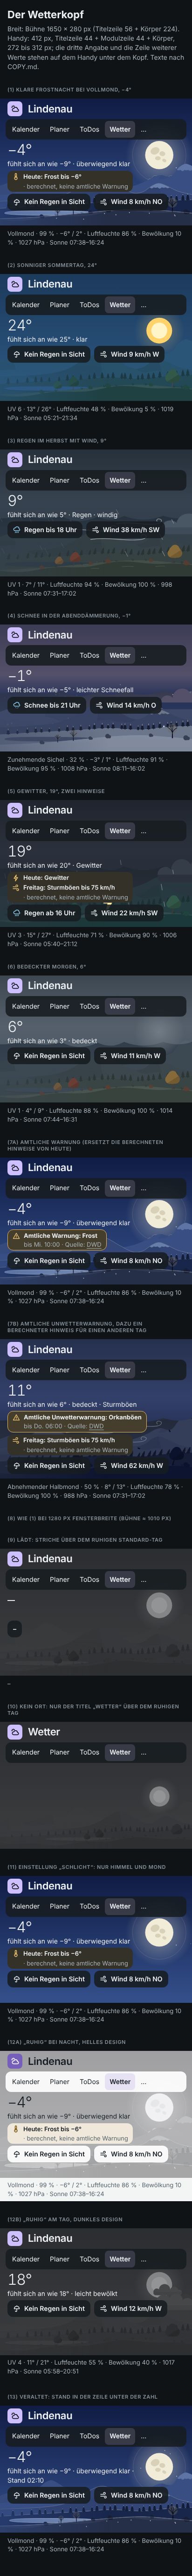 Der Wetterkopf
Breit: Bühne 1650 × 280 px (Titelzeile 56 + Körper 224).
Handy: 412 px, Titelzeile 44 + Modulzeile 44 + Körper,
272 bis 312 px; die dritte Angabe und die Zeile weiterer
Werte stehen auf dem Handy unter dem Kopf. Texte nach
COPY.md.
(1) KLARE FROSTNACHT BEI VOLLMOND, −4°
Lindenau
Kalender Planer ToDos Wetter ...
−4°
fühlt sich an wie −9° · überwiegend klar
Heute: Frost bis −6°
· berechnet, keine amtliche Warnung
Kein Regen in Sicht Wind 8 km/h NO
Vollmond · 99 % · −6° / 2° · Luftfeuchte 86 % · Bewölkung 10
% · 1027 hPa · Sonne 07:38–16:24
(2) SONNIGER SOMMERTAG, 24°
Lindenau
Kalender Planer ToDos Wetter ...
24°
fühlt sich an wie 25° · klar
Kein Regen in Sicht Wind 9 km/h W
UV 6 · 13° / 26° · Luftfeuchte 48 % · Bewölkung 5 % · 1019
hPa · Sonne 05:21–21:34
(3) REGEN IM HERBST MIT WIND, 9°
Lindenau
Kalender Planer ToDos Wetter ...
9°
fühlt sich an wie 5° · Regen · windig
Regen bis 18 Uhr Wind 38 km/h SW
UV 1 · 7° / 11° · Luftfeuchte 94 % · Bewölkung 100 % · 998
hPa · Sonne 07:31–17:02
(4) SCHNEE IN DER ABENDDÄMMERUNG, −1°
Lindenau
Kalender Planer ToDos Wetter ...
−1°
fühlt sich an wie −5° · leichter Schneefall
Schnee bis 21 Uhr Wind 14 km/h O
Zunehmende Sichel · 32 % · −3° / 1° · Luftfeuchte 91 % ·
Bewölkung 95 % · 1008 hPa · Sonne 08:11–16:02
(5) GEWITTER, 19°, ZWEI HINWEISE
Lindenau
Kalender Planer ToDos Wetter ...
19°
fühlt sich an wie 20° · Gewitter
Heute: Gewitter
Freitag: Sturmböen bis 75 km/h
· berechnet, keine amtliche Warnung
Regen ab 16 Uhr Wind 22 km/h SW
UV 3 · 15° / 27° · Luftfeuchte 71 % · Bewölkung 90 % · 1006
hPa · Sonne 05:40–21:12
(6) BEDECKTER MORGEN, 6°
Lindenau
Kalender Planer ToDos Wetter ...
6°
fühlt sich an wie 3° · bedeckt
Kein Regen in Sicht Wind 11 km/h W
UV 1 · 4° / 9° · Luftfeuchte 88 % · Bewölkung 100 % · 1014
hPa · Sonne 07:44–16:31
(7A) AMTLICHE WARNUNG (ERSETZT DIE BERECHNETEN
HINWEISE VON HEUTE)
Lindenau
Kalender Planer ToDos Wetter ...
−4°
fühlt sich an wie −9° · überwiegend klar
Amtliche Warnung: Frost
bis Mi. 10:00 · Quelle: DWD
Kein Regen in Sicht Wind 8 km/h NO
Vollmond · 99 % · −6° / 2° · Luftfeuchte 86 % · Bewölkung 10
% · 1027 hPa · Sonne 07:38–16:24
(7B) AMTLICHE UNWETTERWARNUNG, DAZU EIN
BERECHNETER HINWEIS FÜR EINEN ANDEREN TAG
Lindenau
Kalender Planer ToDos Wetter ...
11°
fühlt sich an wie 6° · bedeckt · Sturmböen
Amtliche Unwetterwarnung: Orkanböen
bis Do. 06:00 · Quelle: DWD
Freitag: Sturmböen bis 75 km/h
· berechnet, keine amtliche Warnung
Kein Regen in Sicht Wind 62 km/h W
Abnehmender Halbmond · 50 % · 8° / 13° · Luftfeuchte 78 % ·
Bewölkung 100 % · 988 hPa · Sonne 07:31–17:02
(8) WIE (1) BEI 1280 PX FENSTERBREITE (BÜHNE ≈ 1010 PX)
(9) LÄDT: STRICHE ÜBER DEM RUHIGEN STANDARD-TAG
Lindenau
Kalender Planer ToDos Wetter ...
–
–
–
(10) KEIN ORT: NUR DER TITEL „WETTER“ ÜBER DEM RUHIGEN
TAG
Wetter
Kalender Planer ToDos Wetter ...
(11) EINSTELLUNG „SCHLICHT“: NUR HIMMEL UND MOND
Lindenau
Kalender Planer ToDos Wetter ...
−4°
fühlt sich an wie −9° · überwiegend klar
Heute: Frost bis −6°
· berechnet, keine amtliche Warnung
Kein Regen in Sicht Wind 8 km/h NO
Vollmond · 99 % · −6° / 2° · Luftfeuchte 86 % · Bewölkung 10
% · 1027 hPa · Sonne 07:38–16:24
(12A) „RUHIG“ BEI NACHT, HELLES DESIGN
Lindenau
Kalender Planer ToDos Wetter ...
−4°
fühlt sich an wie −9° · überwiegend klar
Heute: Frost bis −6°
· berechnet, keine amtliche Warnung
Kein Regen in Sicht Wind 8 km/h NO
Vollmond · 99 % · −6° / 2° · Luftfeuchte 86 % · Bewölkung 10
% · 1027 hPa · Sonne 07:38–16:24
(12B) „RUHIG“ AM TAG, DUNKLES DESIGN
Lindenau
Kalender Planer ToDos Wetter ...
18°
fühlt sich an wie 18° · leicht bewölkt
Kein Regen in Sicht Wind 12 km/h W
UV 4 · 11° / 21° · Luftfeuchte 55 % · Bewölkung 40 % · 1017
hPa · Sonne 05:58–20:51
(13) VERALTET: STAND IN DER ZEILE UNTER DER ZAHL
Lindenau
Kalender Planer ToDos Wetter ...
−4°
fühlt sich an wie −9° · überwiegend klar ·
Stand 02:10
Kein Regen in Sicht Wind 8 km/h NO
Vollmond · 99 % · −6° / 2° · Luftfeuchte 86 % · Bewölkung 10
% · 1027 hPa · Sonne 07:38–16:24